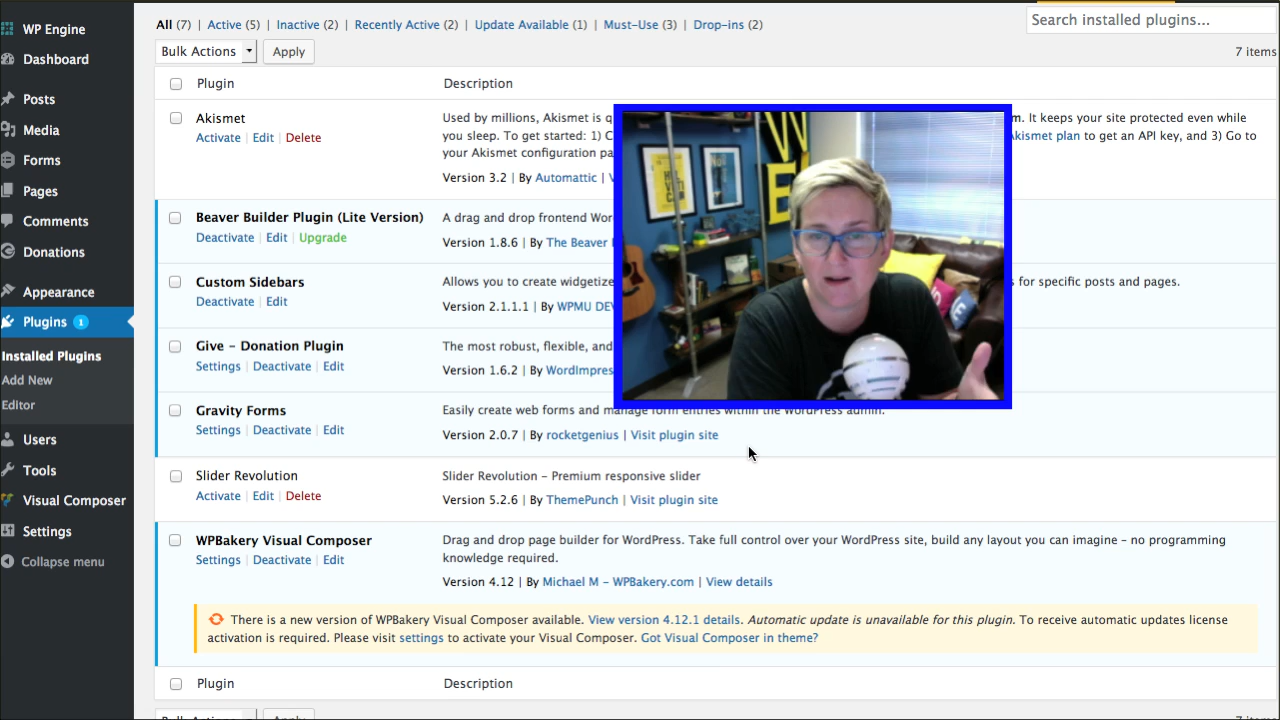 WP Engine
Dashboard
Posts
Media
Forms
Pages
Comments
Donations
Appearance
Plugins 1
Installed Plugins
Add New
Editor
Users
Tools
Visual Composer
Settings
Collapse menu
All (7) | Active (5) | Inactive (2) | Recently Active (2) | Update Available (1) | Must-Use (3) | Drop-ins (2)
Search installed plugins...
Bulk Actions Apply
7 items
Plugin Description
Akismet
Activate | Edit | Delete
Used by millions, Akismet is q
. It keeps your site protected even while
you sleep. To get started: 1) C
Akismet plan to get an API key, and 3) Go to
your Akismet configuration pa
Version 3.2 | By Automattic |
Beaver Builder Plugin (Lite Version)
Deactivate | Edit | Upgrade
A drag and drop frontend Wor
Version 1.8.6 | By The Beaver
Custom Sidebars
Deactivate | Edit
Allows you to create widgetize
s for specific posts and pages.
Version 2.1.1.1 | By WPMU DEV
Give – Donation Plugin
Settings | Deactivate | Edit
The most robust, flexible, and
Version 1.6.2 | By WordImpres
Gravity Forms
Settings | Deactivate | Edit
Easily create web forms and manage form entries within the WordPress admin.
Version 2.0.7 | By rocketgenius | Visit plugin site
Slider Revolution
Activate | Edit | Delete
Slider Revolution – Premium responsive slider
Version 5.2.6 | By ThemePunch | Visit plugin site
WPBakery Visual Composer
Settings | Deactivate | Edit
Drag and drop page builder for WordPress. Take full control over your WordPress site, build any layout you can imagine – no programming
knowledge required.
Version 4.12 | By Michael M – WPBakery.com | View details
There is a new version of WPBakery Visual Composer available. View version 4.12.1 details. Automatic update is unavailable for this plugin. To receive automatic updates license
activation is required. Please visit settings to activate your Visual Composer. Got Visual Composer in theme?
Plugin Description
Bulk Actions Apply
7 items
W
E